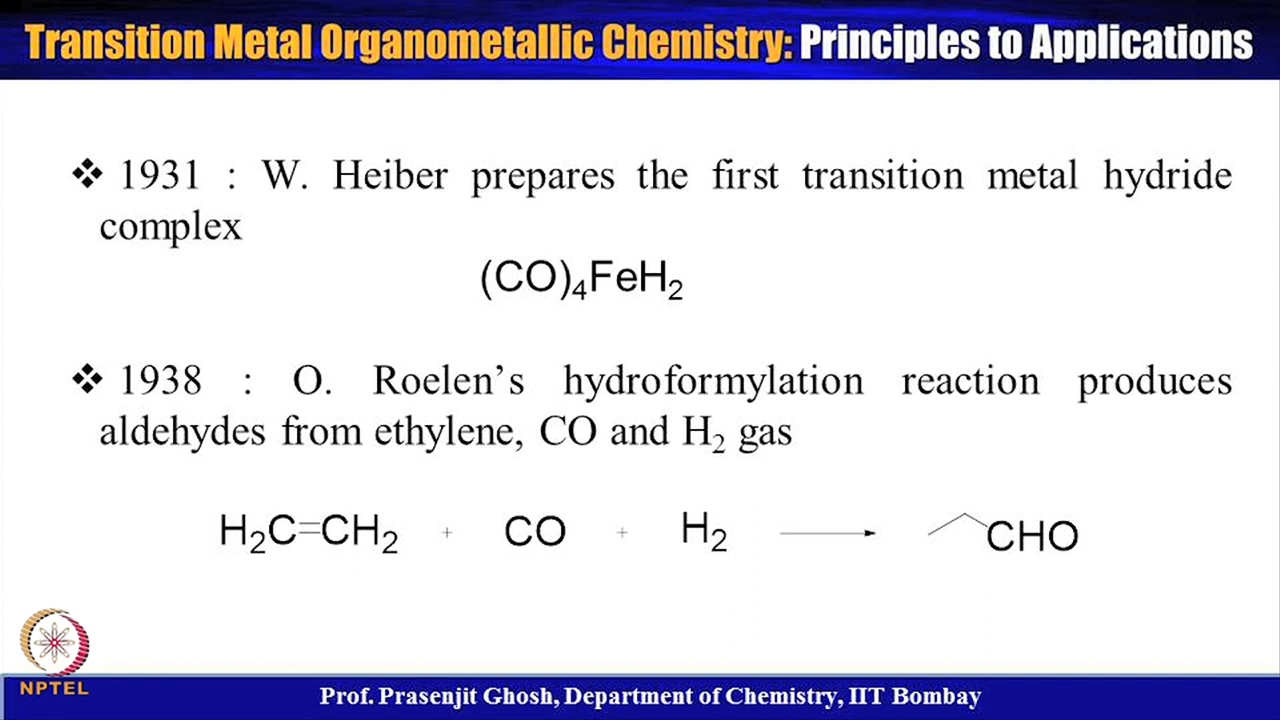 Transition Metal Organometallic Chemistry: Principles to Applications
❖ 1931 : W. Heiber prepares the first transition metal hydride
complex
(CO)₄FeH₂
❖ 1938 : O. Roelen’s hydroformylation reaction produces
aldehydes from ethylene, CO and H₂ gas
H₂C=CH₂ + CO + H₂ → CHO
NPTEL
Prof. Prasenjit Ghosh, Department of Chemistry, IIT Bombay